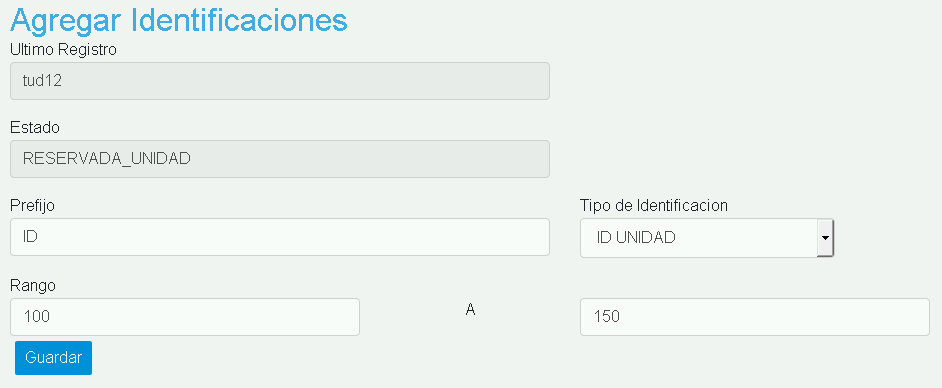 Agregar Identificaciones
Ultimo Registro
tud12
Estado
RESERVADA_UNIDAD
Prefijo
Tipo de Identificacion
ID
ID UNIDAD
Rango
100
A
150
Guardar